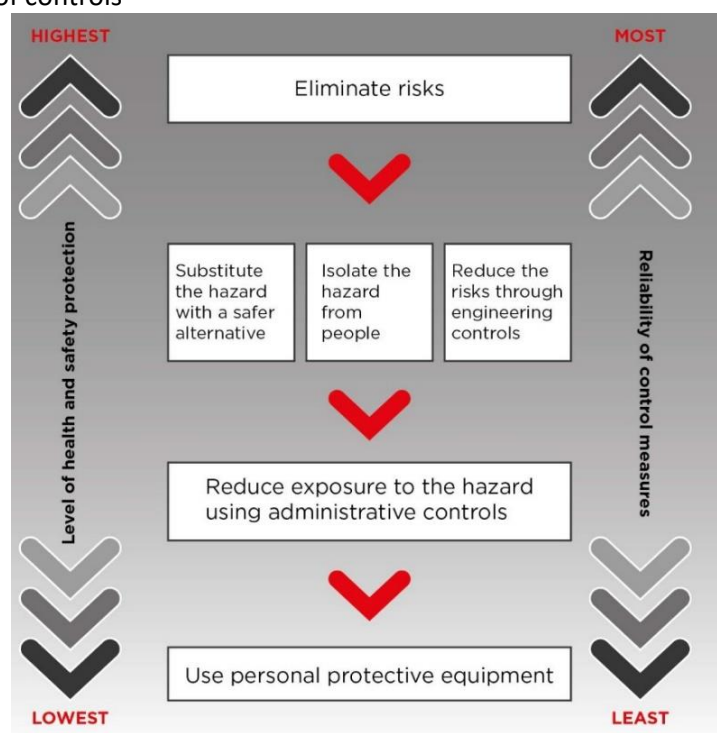 of controls
HIGHEST
MOST
Eliminate risks
Substitute
the hazard
with a safer
alternative
Isolate the
hazard
from
people
Reduce the
risks through
engineering
controls
Level of health and safety protection
Reliability of control measures
Reduce exposure to the hazard
using administrative controls
Use personal protective equipment
LOWEST
LEAST